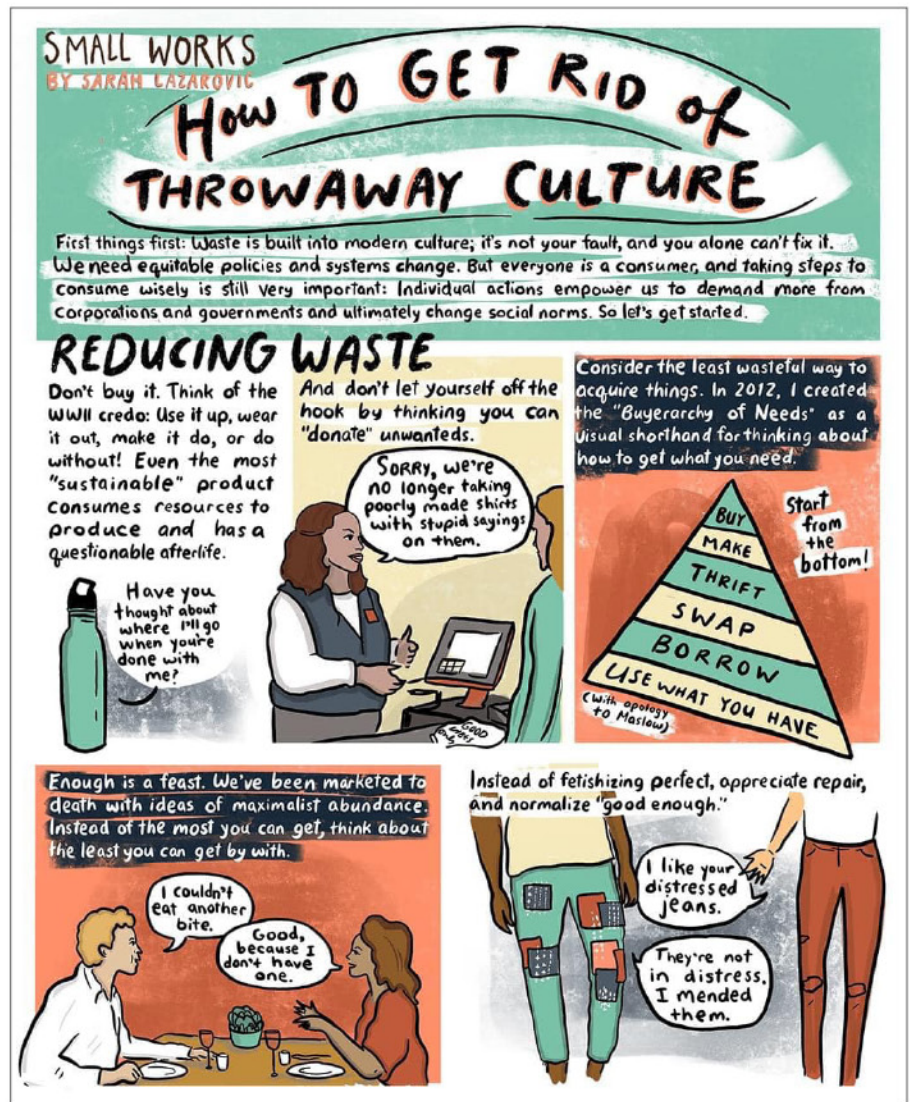 SMALL WORKS
BY SARAH LAZAROVIC
HOW TO GET RID of
THROWAWAY CULTURE
First things first: Waste is built into modern culture; it's not your fault, and you alone can't fix it.
We need equitable policies and systems change. But everyone is a consumer, and taking steps to
consume wisely is still very important: Individual actions empower us to demand more from
corporations and governments and ultimately change social norms. So let's get started.
REDUCING WASTE
Don't buy it. Think of the
WWII credo: Use it up, wear
it out, make it do, or do
without! Even the most
"sustainable" product
consumes resources to
produce and has a
questionable afterlife.
Have you
thought about
where I'll go
when you're
done with
me?
And don't let yourself off the
hook by thinking you can
"donate" unwanteds.
SORRY, we're
no longer taking
poorly made shirts
with stupid sayings
on them.
GOOD
vibes
only
Consider the least wasteful way to
acquire things. In 2012, I created
the "Buyerarchy of Needs" as a
visual shorthand for thinking about
how to get what you need.
Start
from
the
bottom!
BUY
MAKE
THRIFT
SWAP
BORROW
USE WHAT YOU HAVE
(With apology
to Maslow)
Enough is a feast. We've been marketed to
death with ideas of maximalist abundance.
Instead of the most you can get, think about
the least you can get by with.
I couldn't
eat another
bite.
Good,
because I
don't have
one.
Instead of fetishizing perfect, appreciate repair,
and normalize "good enough."
I like your
distressed
jeans.
They're not
in distress.
I mended
them.